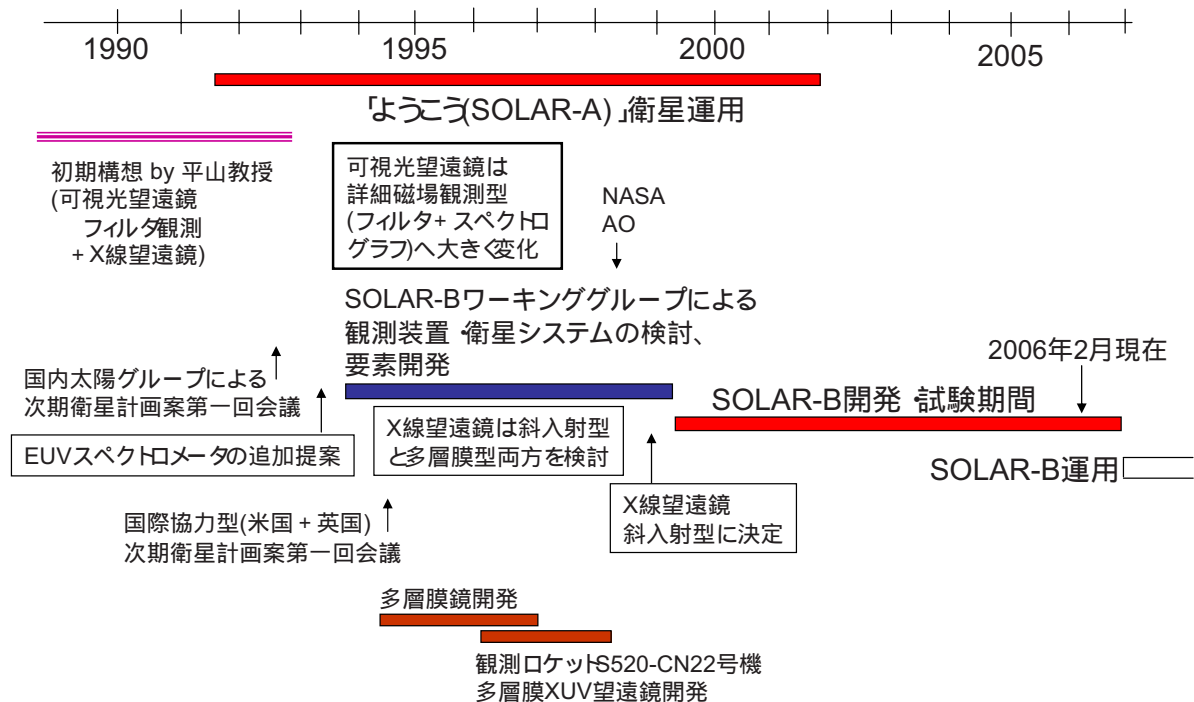 1990
1995
2000
2005
「ようこう(SOLAR-A)」衛星運用
初期構想 by 平山教授
(可視光望遠鏡
フィルタ観測
+ X線望遠鏡)
可視光望遠鏡は
詳細磁場観測型
(フィルタ+ スペクトロ
グラフ)へ大きく変化
NASA
AO
SOLAR-Bワーキンググループによる
観測装置・衛星システムの検討、
要素開発
2006年2月現在
国内太陽グループによる
次期衛星計画案第一回会議
SOLAR-B開発・試験期間
EUVスペクトロメータの追加提案
X線望遠鏡は斜入射型
と多層膜型両方を検討
SOLAR-B運用
X線望遠鏡
斜入射型に決定
国際協力型(米国 + 英国)
次期衛星計画案第一回会議
多層膜鏡開発
観測ロケットS520-CN22号機
多層膜XUV望遠鏡開発